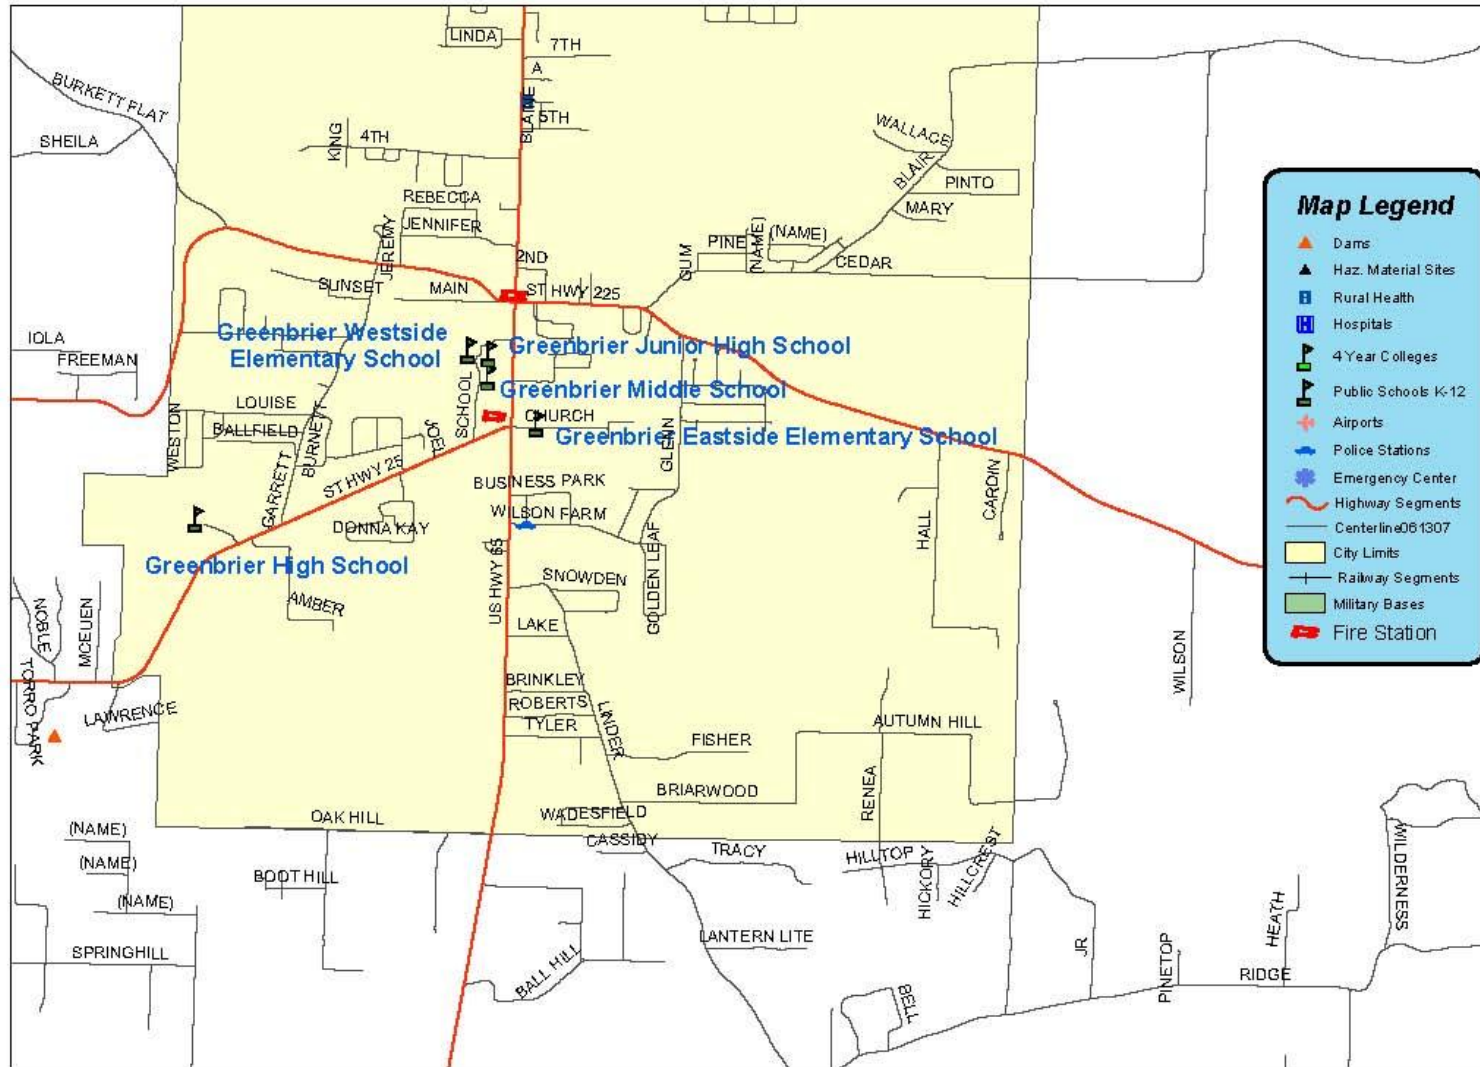 LINDA
7TH
A
BURKETT FLAT
BLAINE
5TH
SHEILA
KING
4TH
WALLACE
BLAIR
PINTO
REBECCA
MARY
JENNIFER
JEREMY
2ND
GUM
PINE
(NAME)
(NAME)
CEDAR
SUNSET
MAIN
ST HWY 225
IOLA
FREEMAN
Greenbrier Westside
Elementary School
Greenbrier Junior High School
Greenbrier Middle School
SCHOOL
LOUISE
BALLFIELD
WESTON
BURNETT
JOEL
CHURCH
Greenbrier Eastside Elementary School
GLENN
GARRETT
ST HWY 25
BUSINESS PARK
WILSON FARM
DONNA KAY
HALL
CARDIN
Greenbrier High School
US HWY 65
SNOWDEN
GOLDEN LEAF
AMBER
LAKE
NOBLE
MCEUEN
WILSON
TORRO PARK
LAWRENCE
BRINKLEY
ROBERTS
TYLER
LINDER
FISHER
AUTUMN HILL
BRIARWOOD
RENEA
OAK HILL
WADESFIELD
CASSIDY
TRACY
HILLTOP
HICKORY
HILLCREST
WILDERNESS
(NAME)
(NAME)
(NAME)
BOOT HILL
SPRINGHILL
BALL HILL
LANTERN LITE
BELL
JR
PINETOP
HEATH
RIDGE
Map Legend
Dams
Haz. Material Sites
Rural Health
Hospitals
4 Year Colleges
Public Schools K-12
Airports
Police Stations
Emergency Center
Highway Segments
Centerline061307
City Limits
Railway Segments
Military Bases
Fire Station